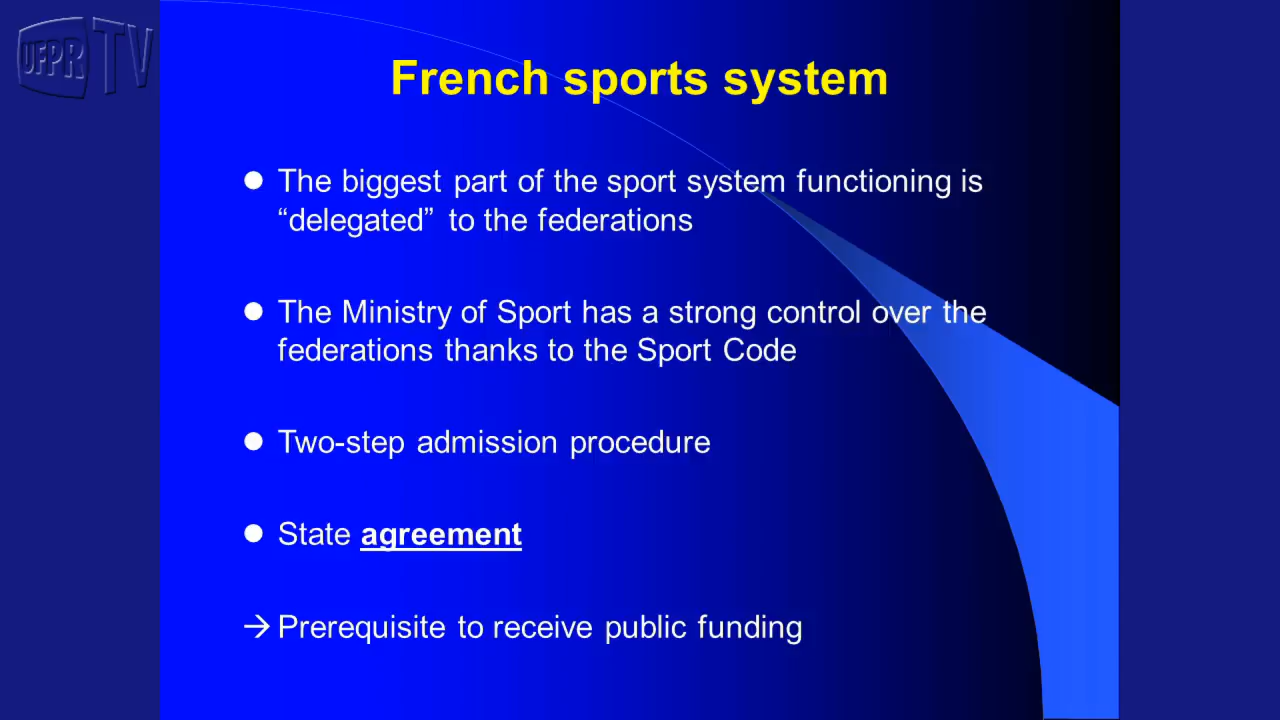 UFPR TV
French sports system
● The biggest part of the sport system functioning is
“delegated” to the federations
● The Ministry of Sport has a strong control over the
federations thanks to the Sport Code
● Two-step admission procedure
● State agreement
→ Prerequisite to receive public funding